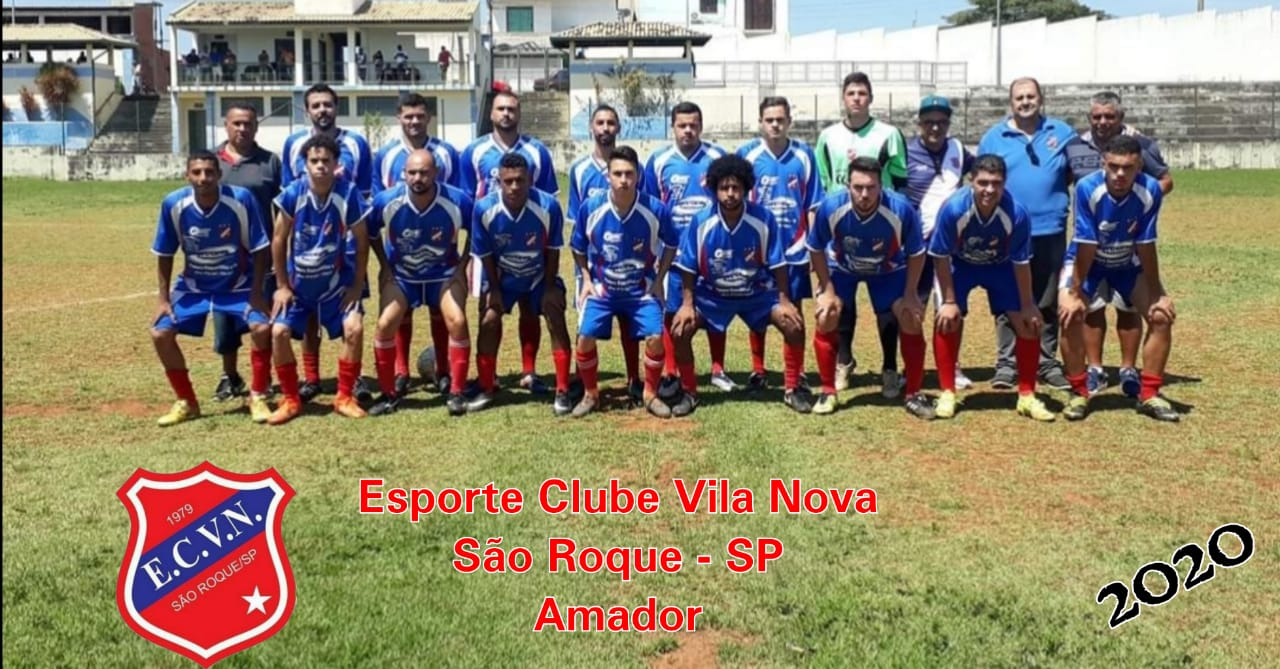 Esporte Clube Vila Nova
São Roque - SP
Amador
1979
E.C.V.N.
SÃO ROQUE/SP
2020